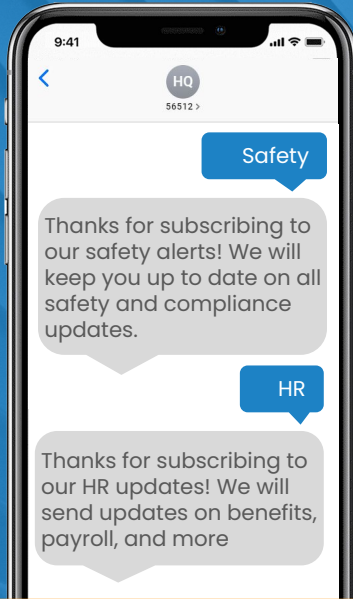 9:41
HQ
56512 >
Safety
Thanks for subscribing to
our safety alerts! We will
keep you up to date on all
safety and compliance
updates.
HR
Thanks for subscribing to
our HR updates! We will
send updates on benefits,
payroll, and more